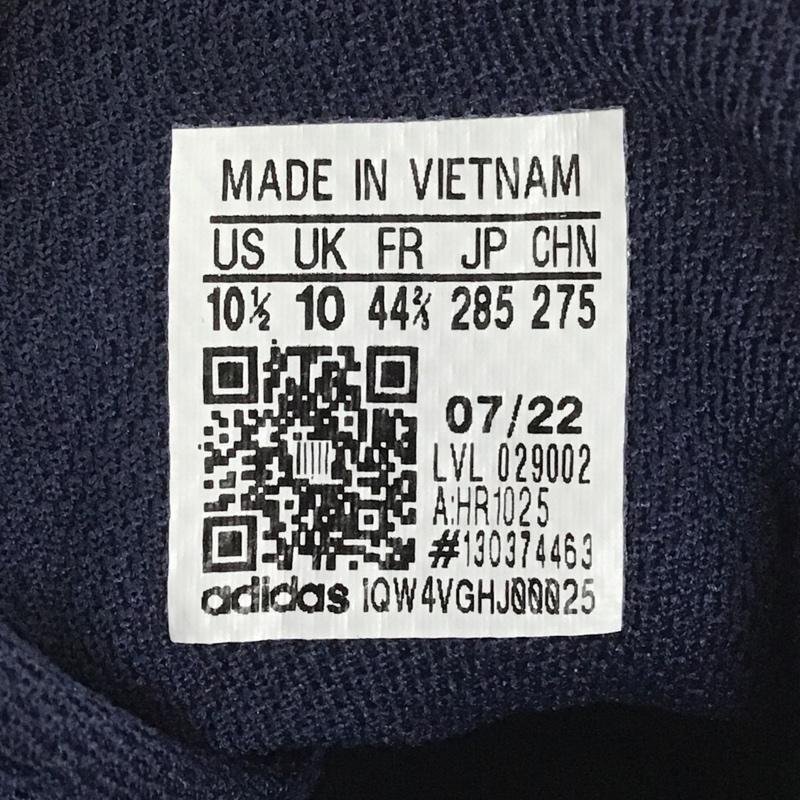 MADE IN VIETNAM
US UK FR JP CHN
10½ 10 44⅔ 285 275
07/22
LVL 029002
A:HR1025
#130374463
adidas IQW4VGHJ00025